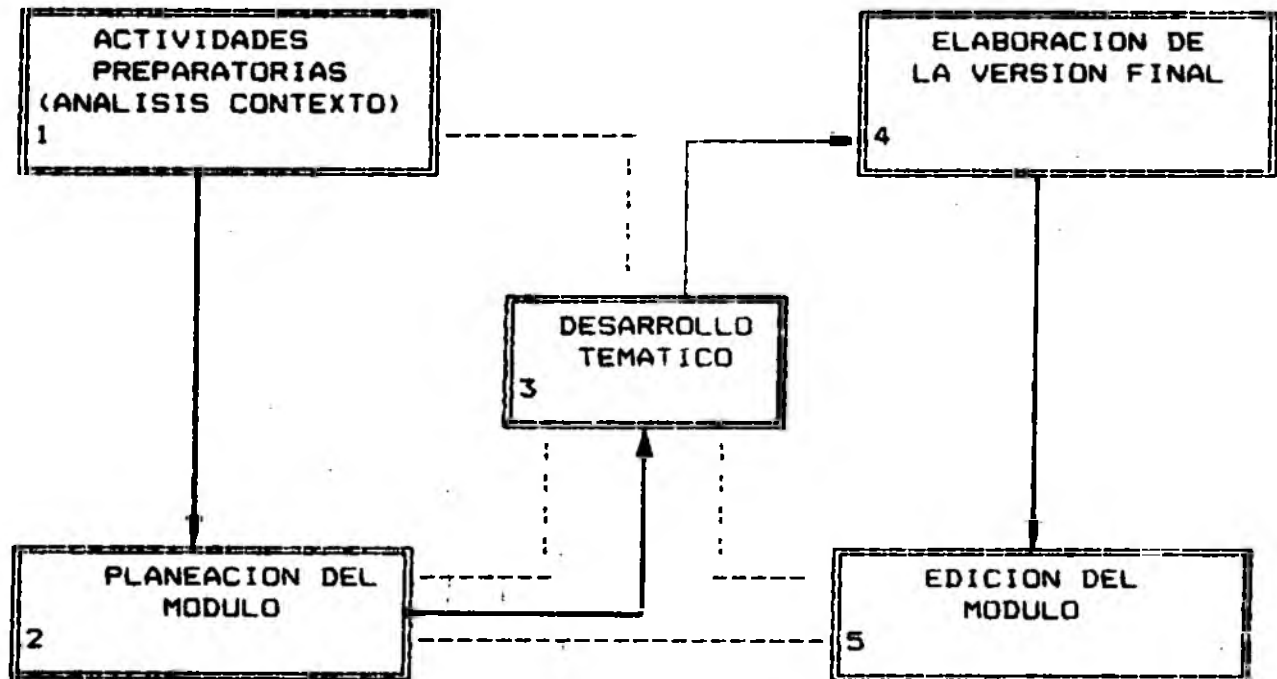 ACTIVIDADES
PREPARATORIAS
(ANALISIS CONTEXTO)
1
ELABORACION DE
LA VERSION FINAL
4
DESARROLLO
TEMATICO
3
PLANEACION DEL
MODULO
2
EDICION DEL
MODULO
5